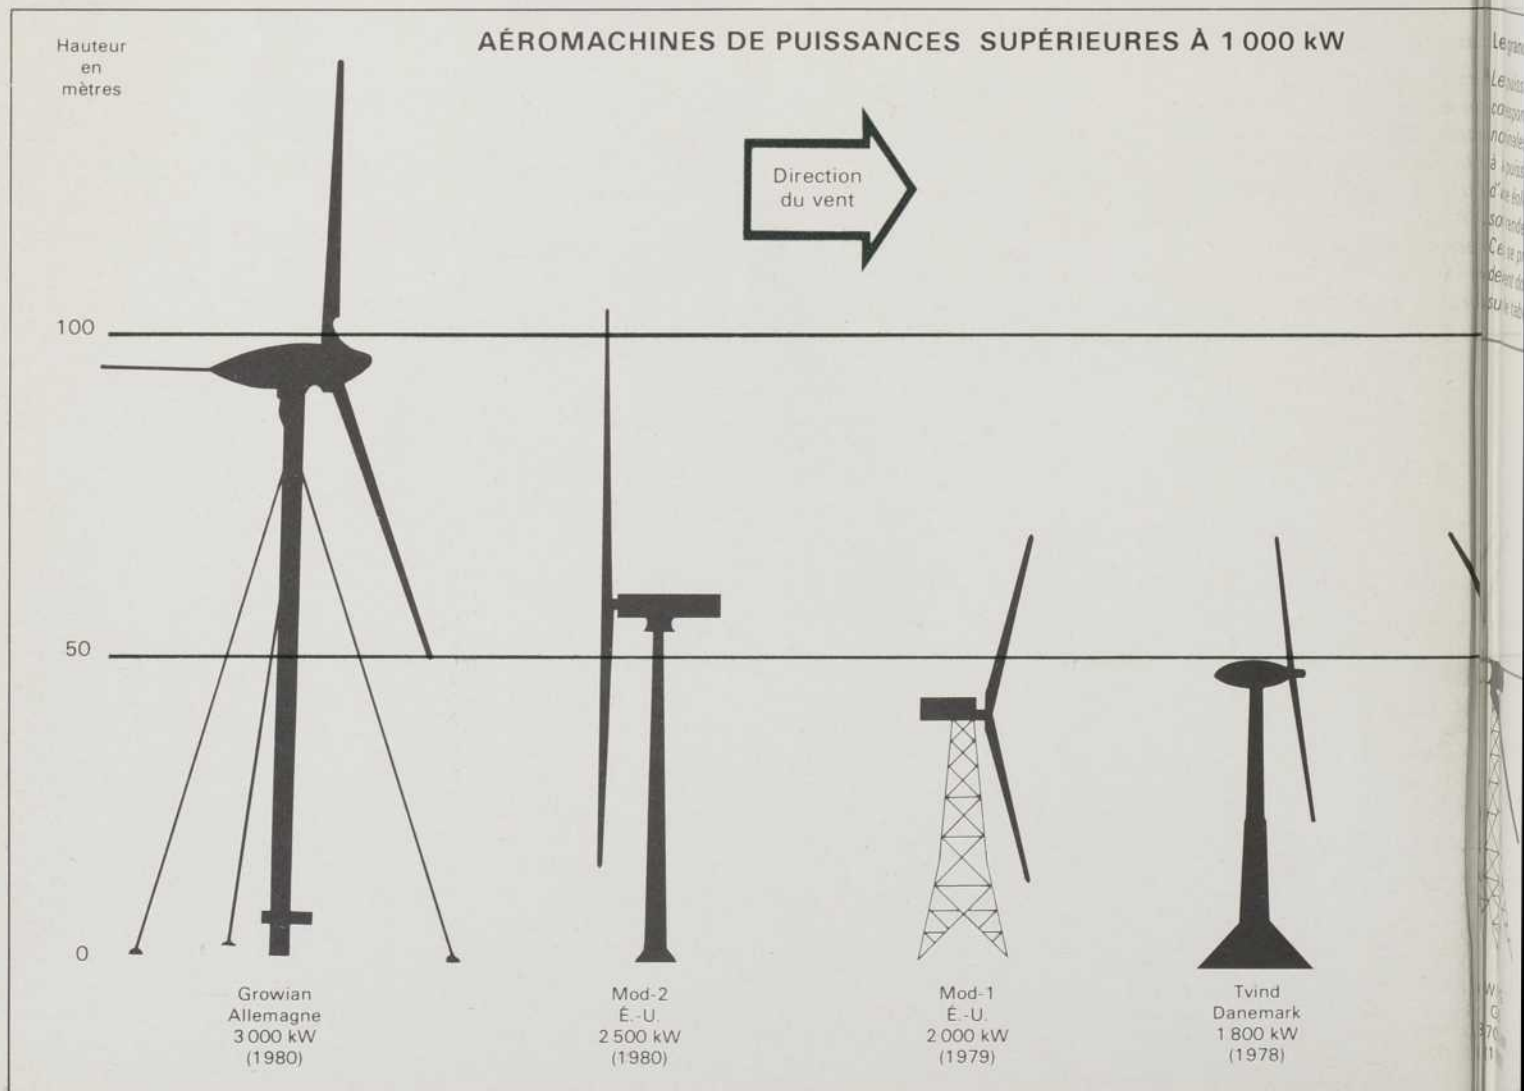 AÉROMACHINES DE PUISSANCES SUPÉRIEURES À 1 000 kW
Hauteur
en
mètres
Direction
du vent
100
50
0
Growian
Allemagne
3 000 kW
(1980)
Mod-2
É.-U.
2 500 kW
(1980)
Mod-1
É.-U.
2 000 kW
(1979)
Tvind
Danemark
1 800 kW
(1978)